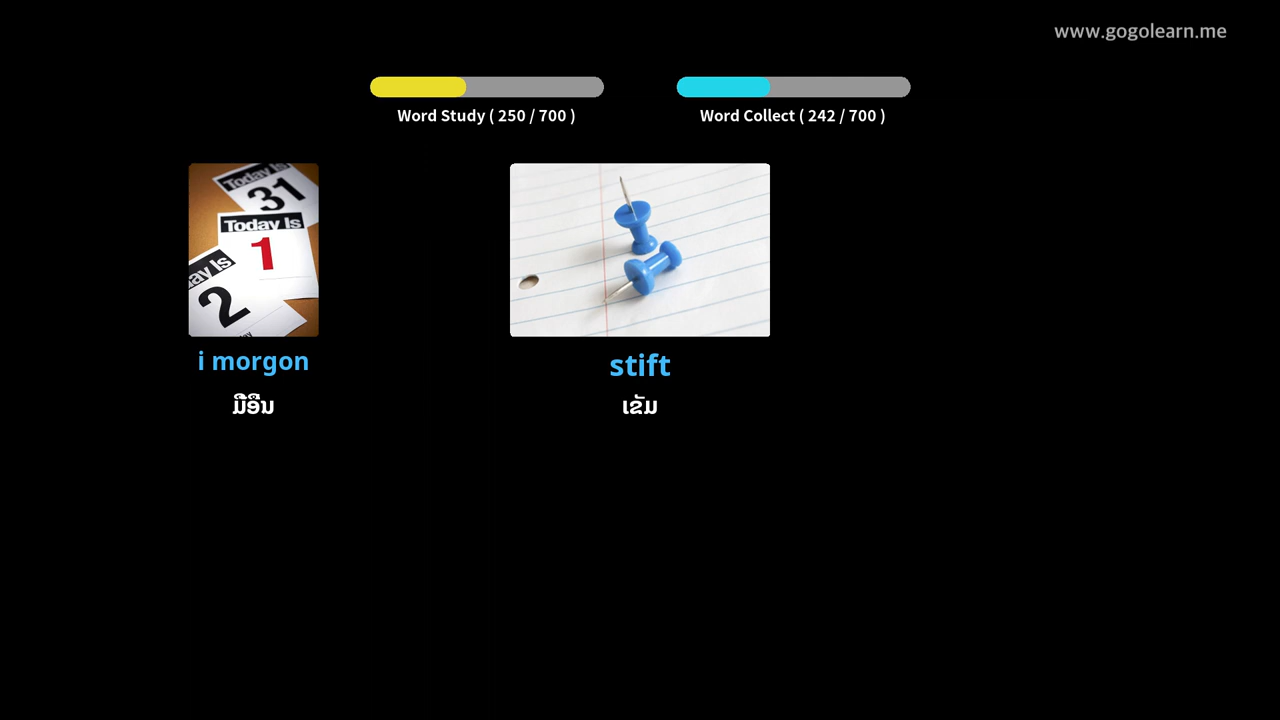 www.gogolearn.me
Word Study ( 250 / 700 )
Word Collect ( 242 / 700 )
Today Is
31
Today Is
1
ay Is
2
i morgon
stift
ມື້ອື່ນ
ເຂັມ